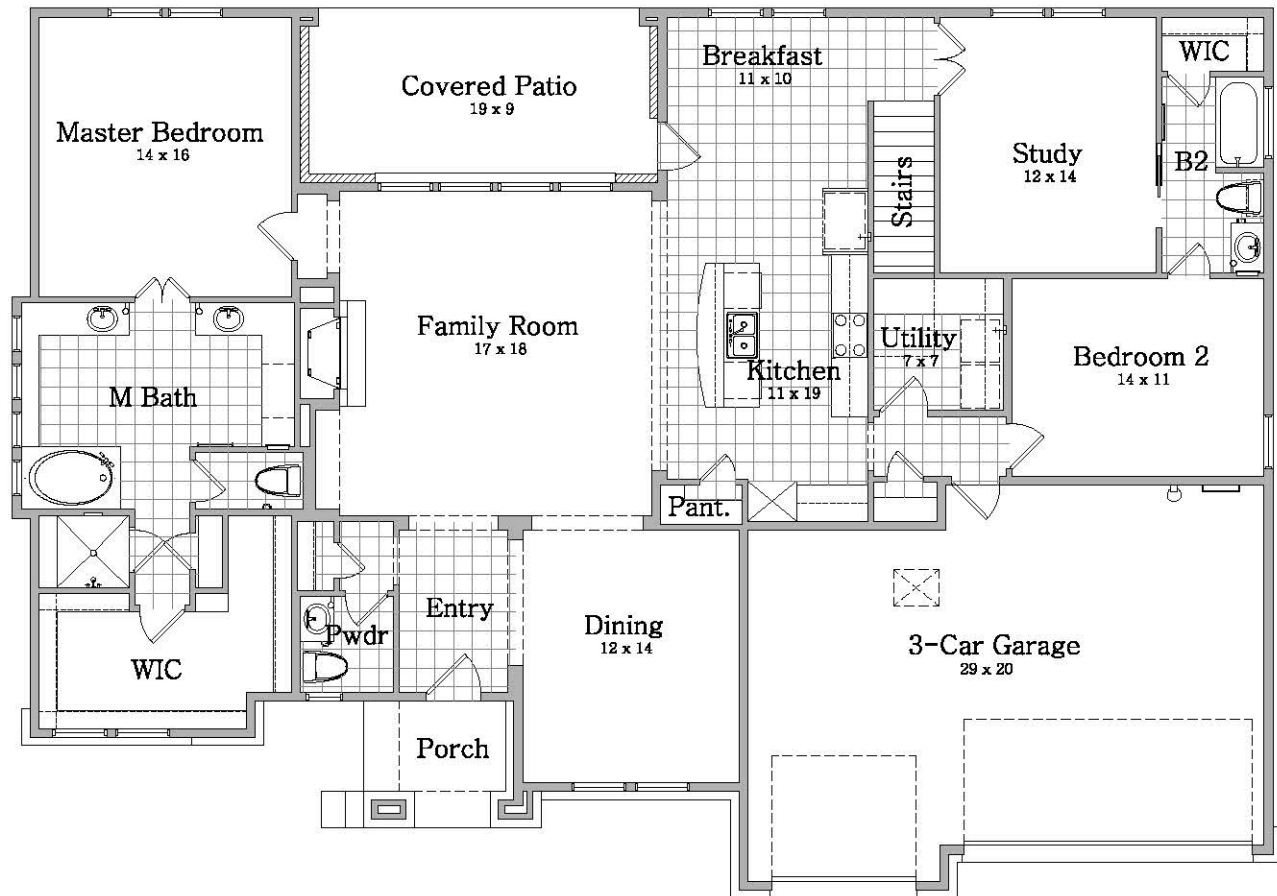 Breakfast
11 x 10
WIC
Covered Patio
19 x 9
Master Bedroom
14 x 16
Study
12 x 14
B2
Stairs
Family Room
17 x 18
Utility
7 x 7
Kitchen
11 x 19
Bedroom 2
14 x 11
M Bath
Pant.
Entry
Dining
12 x 14
Pwdr
3-Car Garage
29 x 20
WIC
Porch